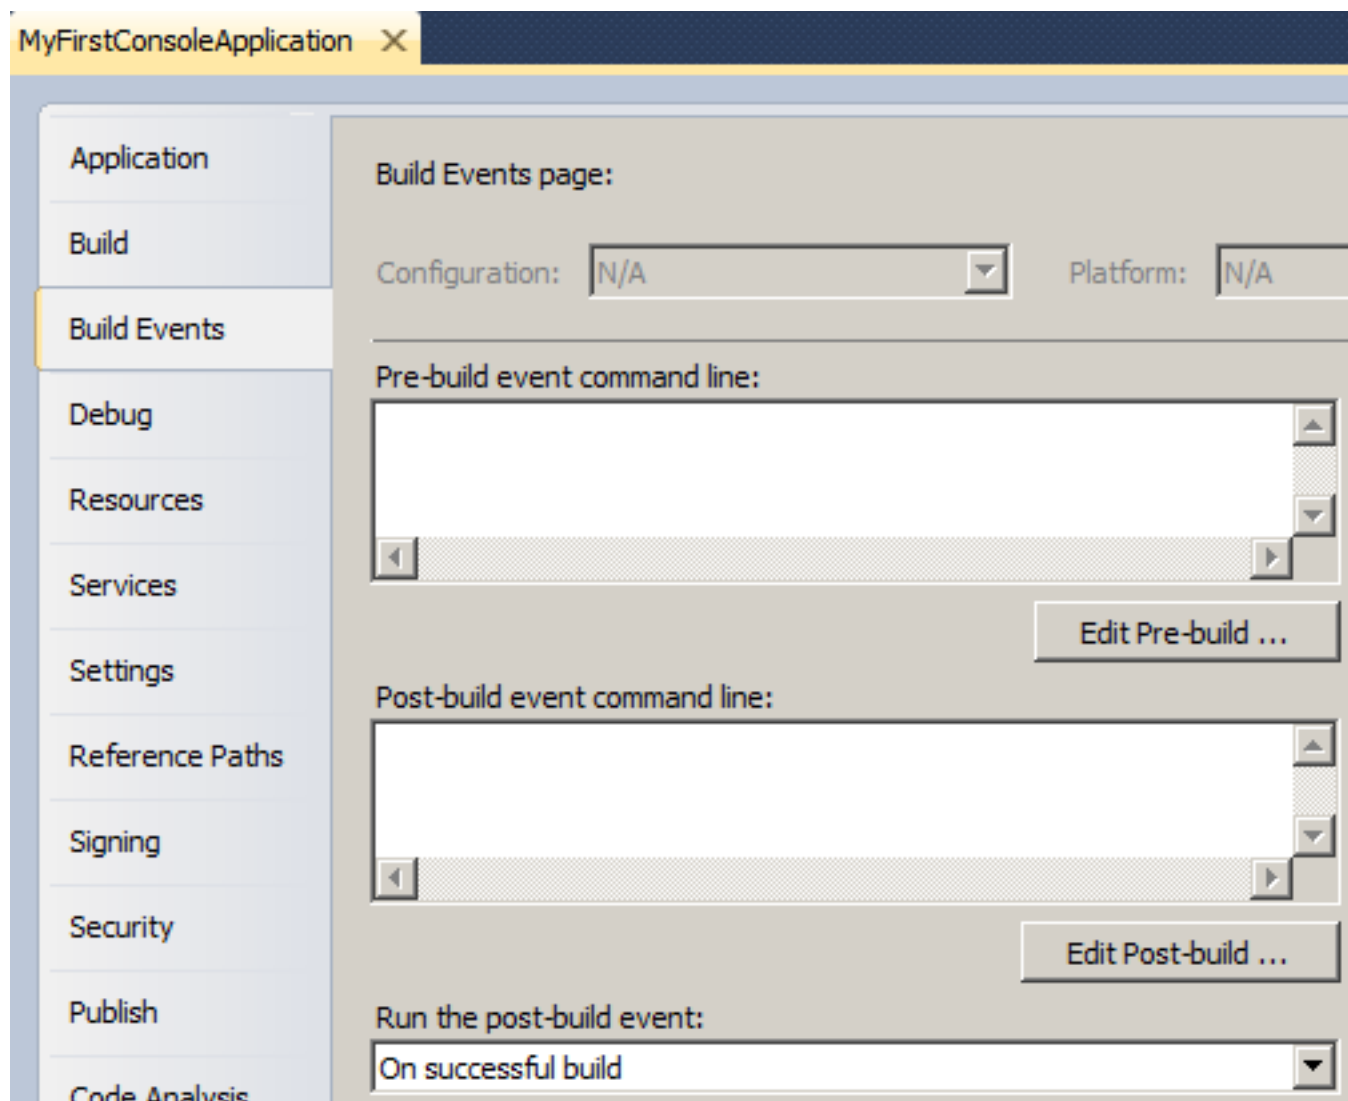 MyFirstConsoleApplication
Application
Build
Build Events
Debug
Resources
Services
Settings
Reference Paths
Signing
Security
Publish
Code Analysis
Build Events page:
Configuration: N/A Platform: N/A
Pre-build event command line:
Edit Pre-build ...
Post-build event command line:
Edit Post-build ...
Run the post-build event:
On successful build